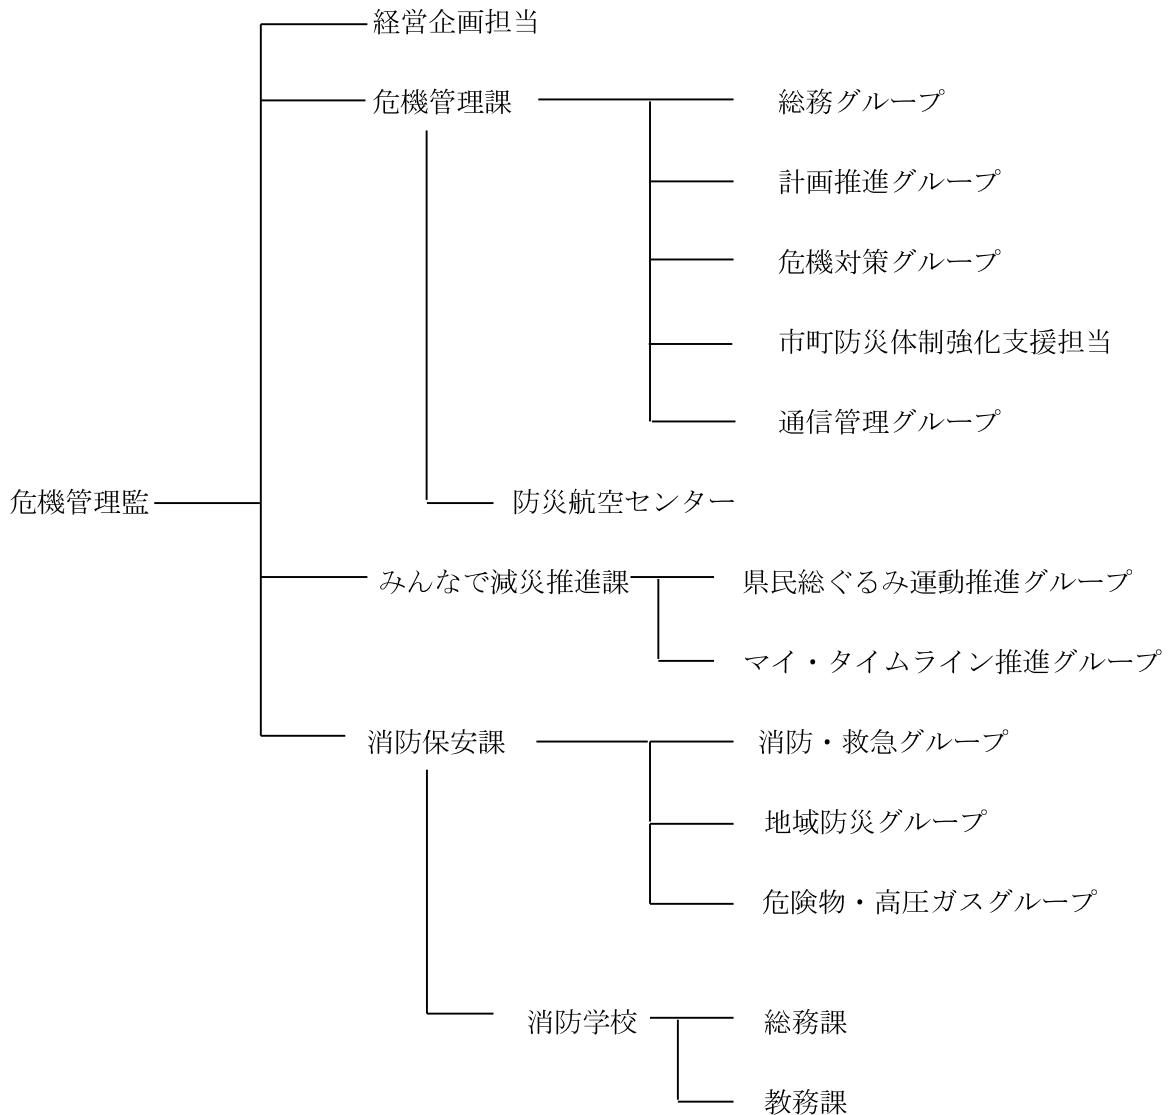 経営企画担当
危機管理課
総務グループ
計画推進グループ
危機対策グループ
市町防災体制強化支援担当
通信管理グループ
危機管理監
防災航空センター
みんなで減災推進課
県民総ぐるみ運動推進グループ
マイ・タイムライン推進グループ
消防保安課
消防・救急グループ
地域防災グループ
危険物・高圧ガスグループ
消防学校
総務課
教務課